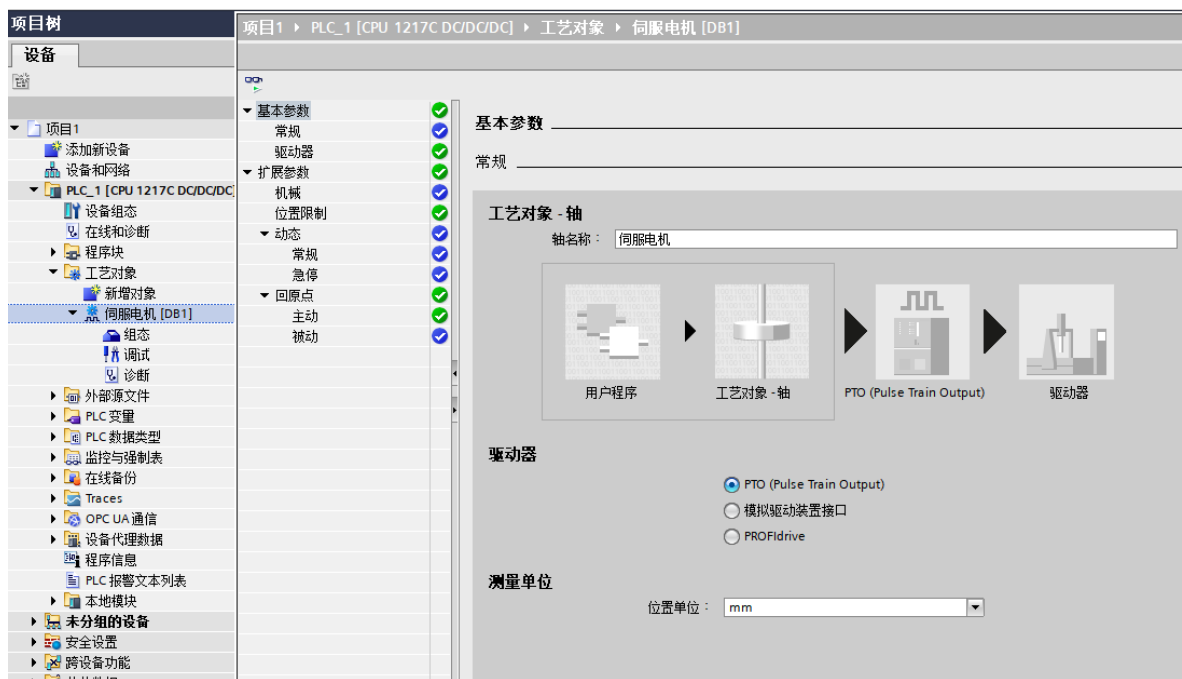 项目树
设备
项目1
添加新设备
设备和网络
PLC_1 [CPU 1217C DC/DC/DC]
设备组态
在线和诊断
程序块
工艺对象
新增对象
伺服电机 [DB1]
组态
调试
诊断
外部源文件
PLC 变量
PLC 数据类型
监控与强制表
在线备份
Traces
OPC UA 通信
设备代理数据
程序信息
PLC 报警文本列表
本地模块
未分组的设备
安全设置
跨设备功能
项目1 PLC_1 [CPU 1217C DC/DC/DC] 工艺对象 伺服电机 [DB1]
基本参数
常规
驱动器
扩展参数
机械
位置限制
动态
常规
急停
回原点
主动
被动
基本参数
常规
工艺对象 - 轴
轴名称： 伺服电机
用户程序 工艺对象 - 轴 PTO (Pulse Train Output) 驱动器
驱动器
PTO (Pulse Train Output)
模拟驱动装置接口
PROFIdrive
测量单位
位置单位： mm